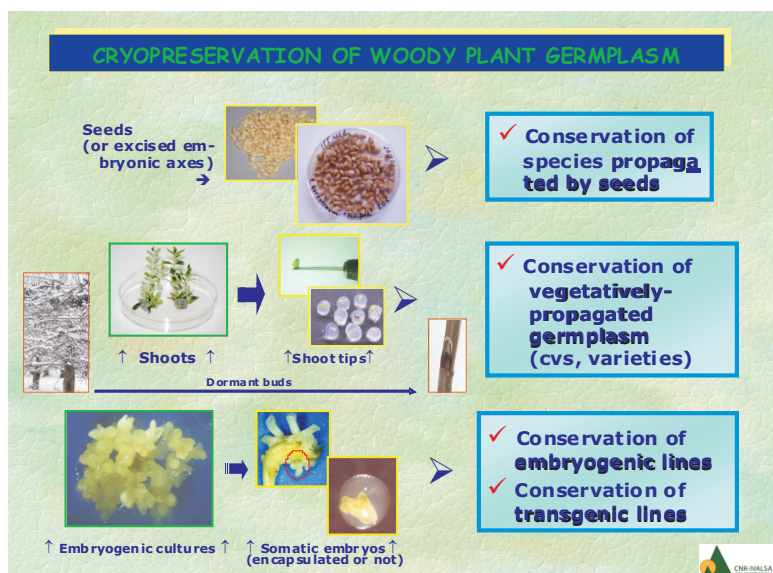 CRYOPRESERVATION OF WOODY PLANT GERMPLASM
Seeds
(or excised em-
bryonic axes)
➔
✓ Conservation of
species propaga
ted by seeds
↑ Shoots ↑
↑Shoot tips↑
Dormant buds
✓ Conservation of
vegetatively-
propagated
germplasm
(cvs, varieties)
↑ Embryogenic cultures ↑
↑ Somatic embryos ↑
(encapsulated or not)
✓ Conservation of
embryogenic lines
✓ Conservation of
transgenic lines
CNR-IVALSA